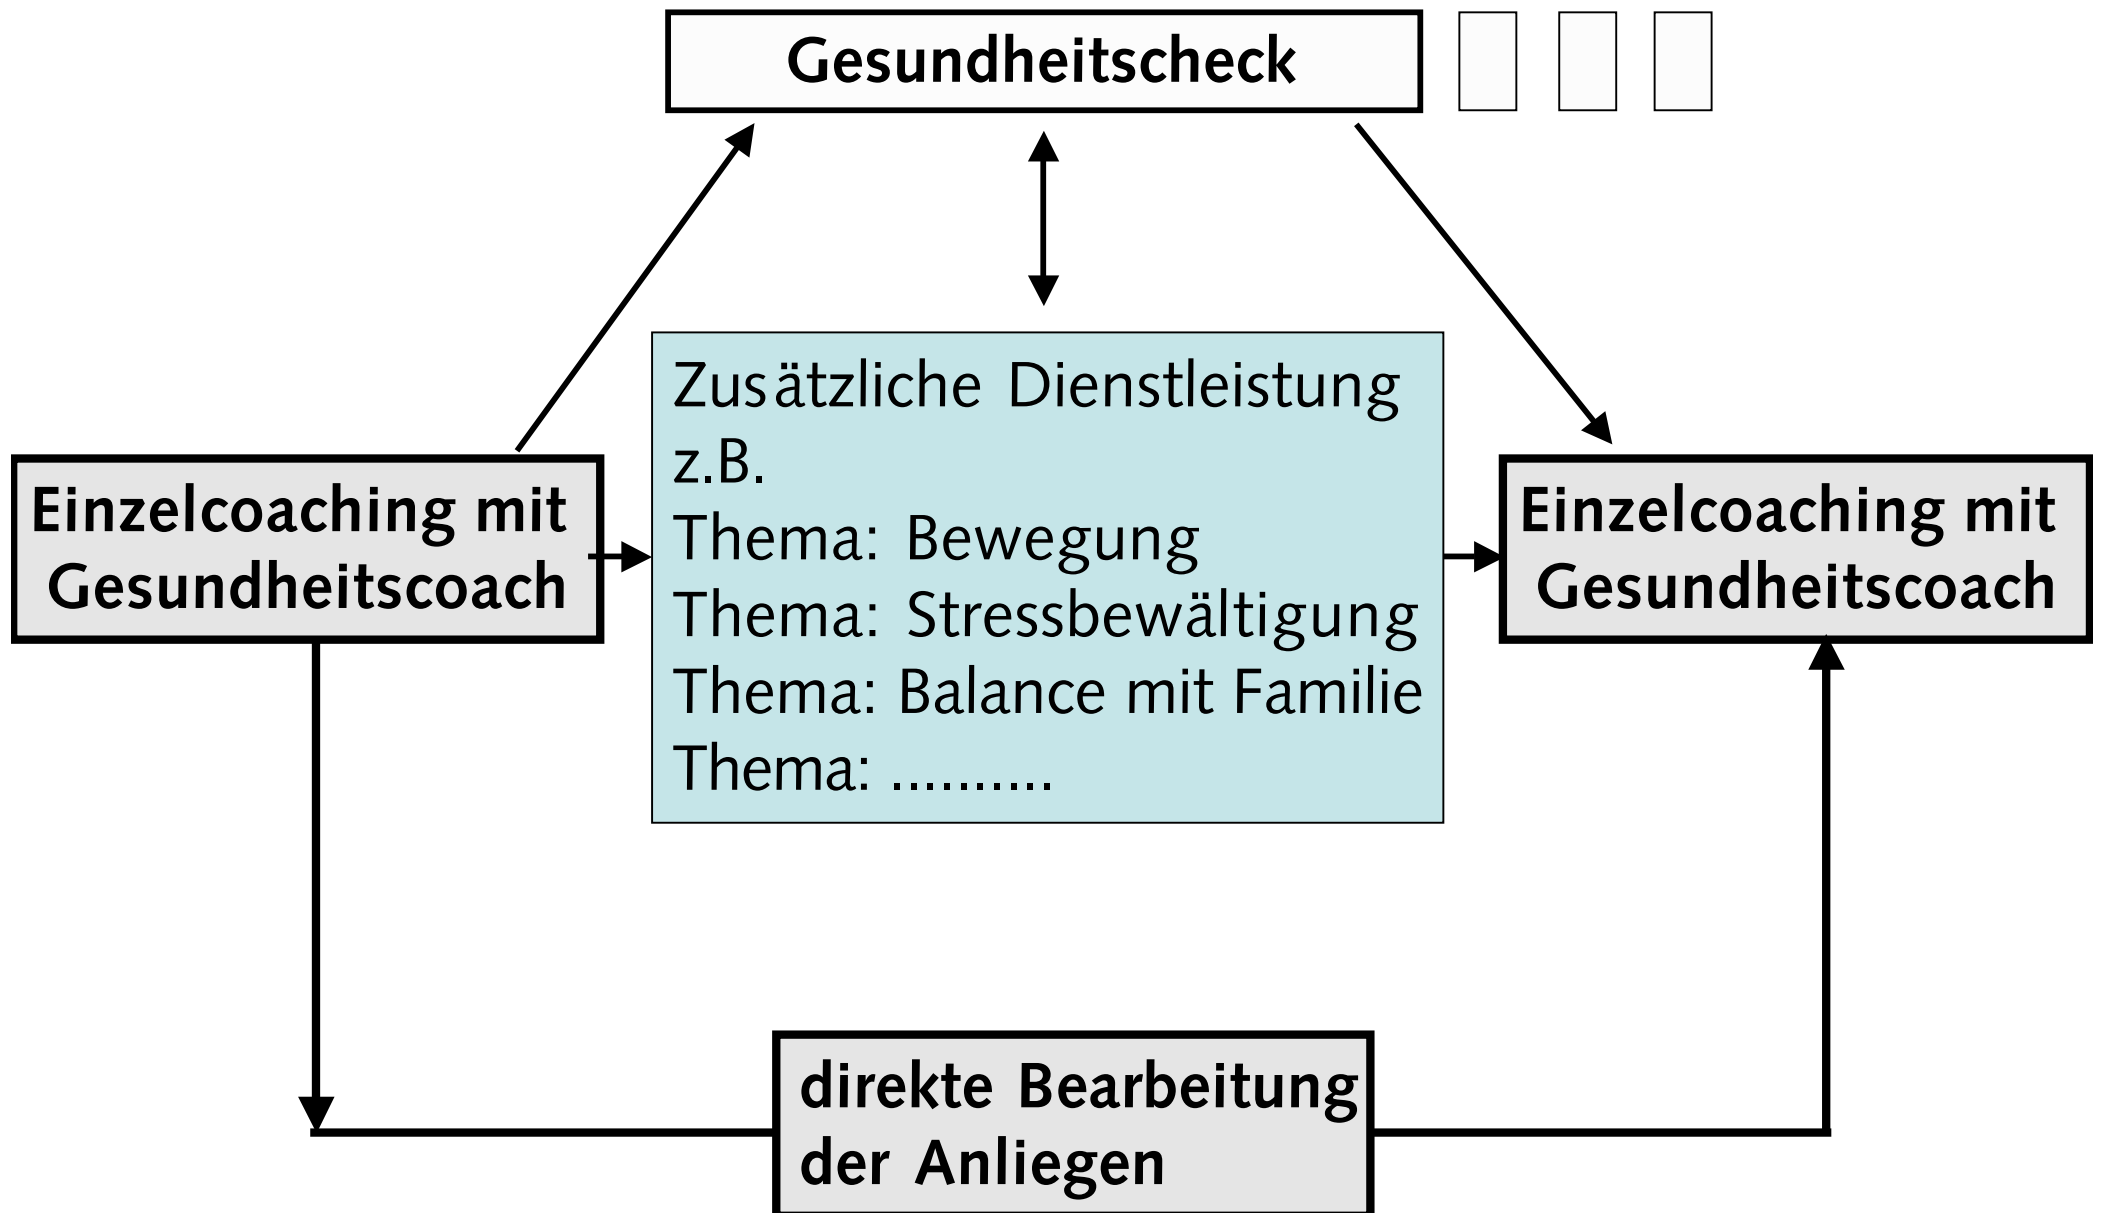 Gesundheitscheck
Zusätzliche Dienstleistung
z.B.
Thema: Bewegung
Thema: Stressbewältigung
Thema: Balance mit Familie
Thema: ..........
Einzelcoaching mit
Gesundheitscoach
Einzelcoaching mit
Gesundheitscoach
direkte Bearbeitung
der Anliegen